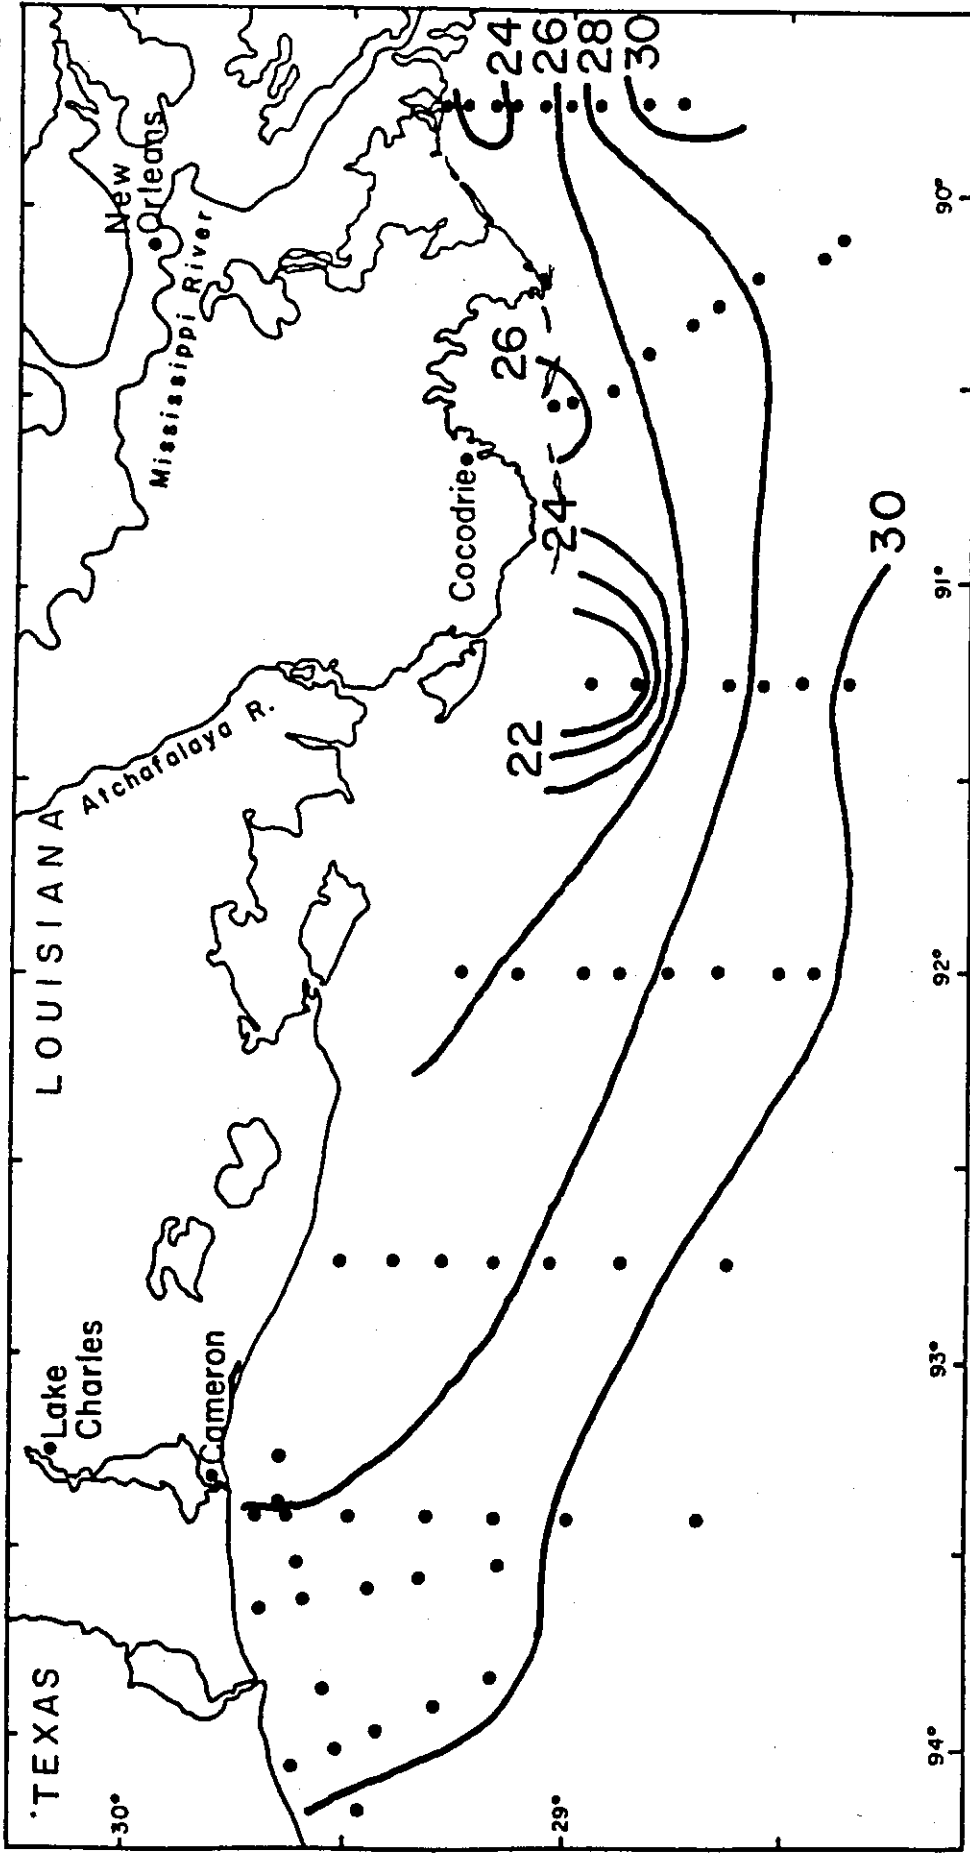 TEXAS
LOUISIANA
Lake
Charles
Cameron
Atchafalaya R.
Mississippi River
New
Orleans
Cocodrie
22
24
26
24
26
28
30
30
30°
29°
94°
93°
92°
91°
90°